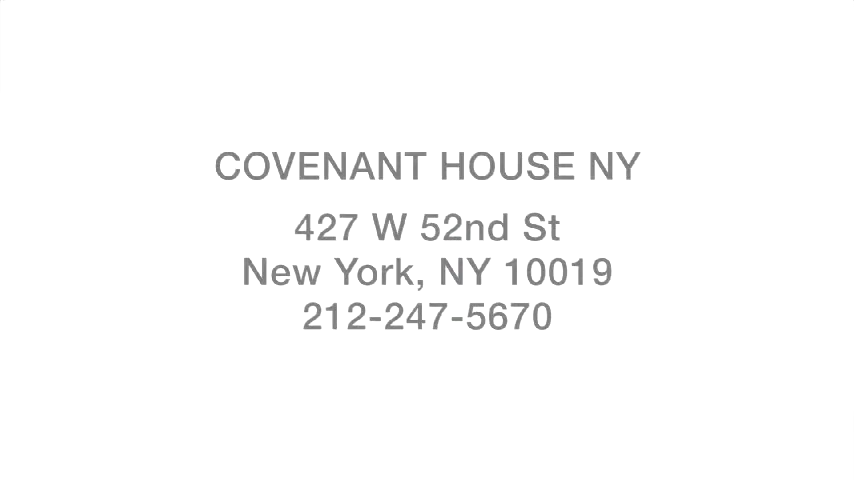 COVENANT HOUSE NY
427 W 52nd St
New York, NY 10019
212-247-5670